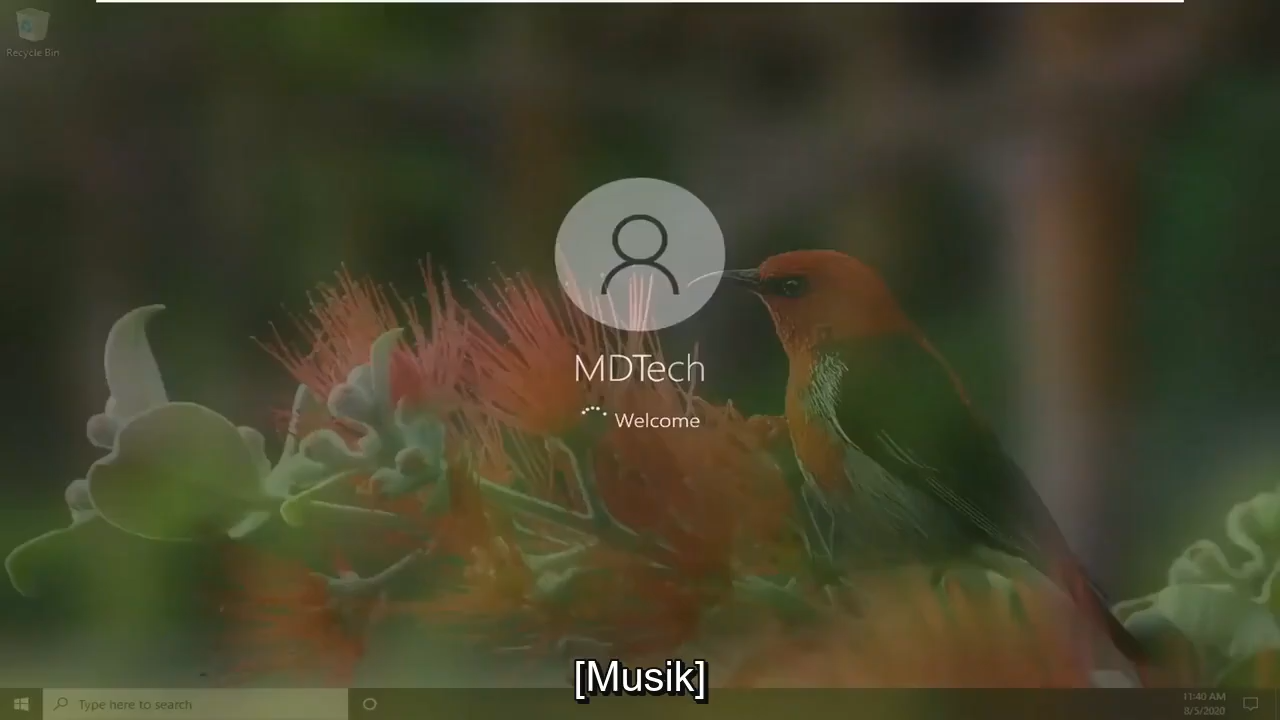 Recycle Bin
MDTech
Welcome
[Musik]
Type here to search
11:40 AM
8/5/2020